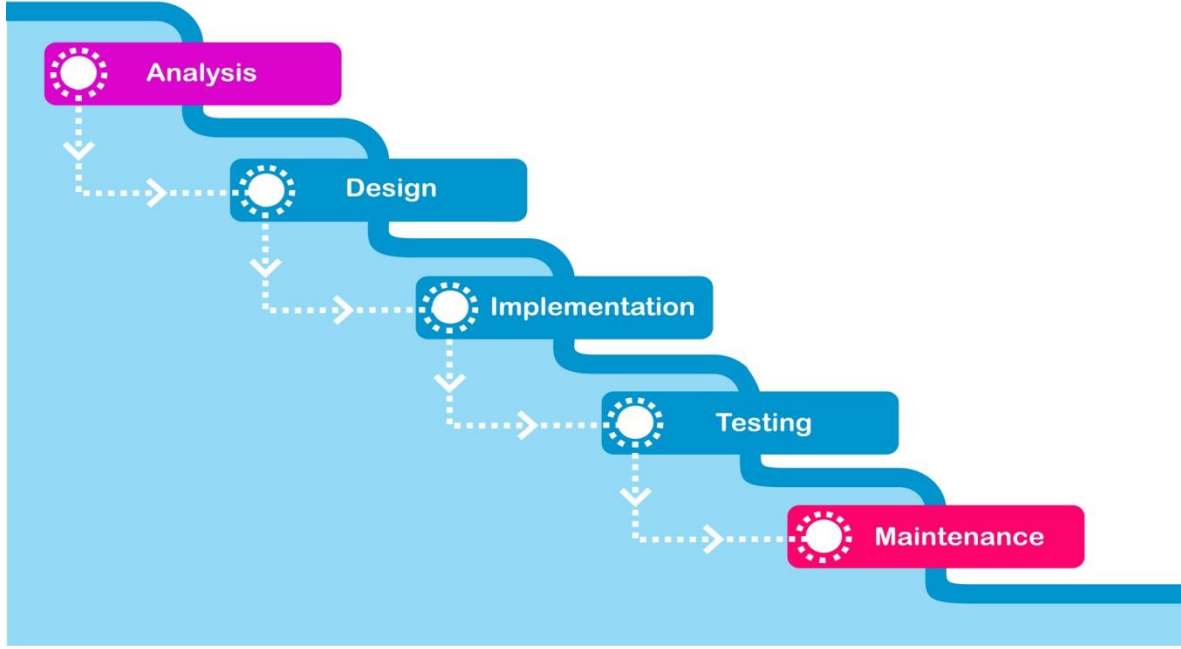 Analysis
Design
Implementation
Testing
Maintenance